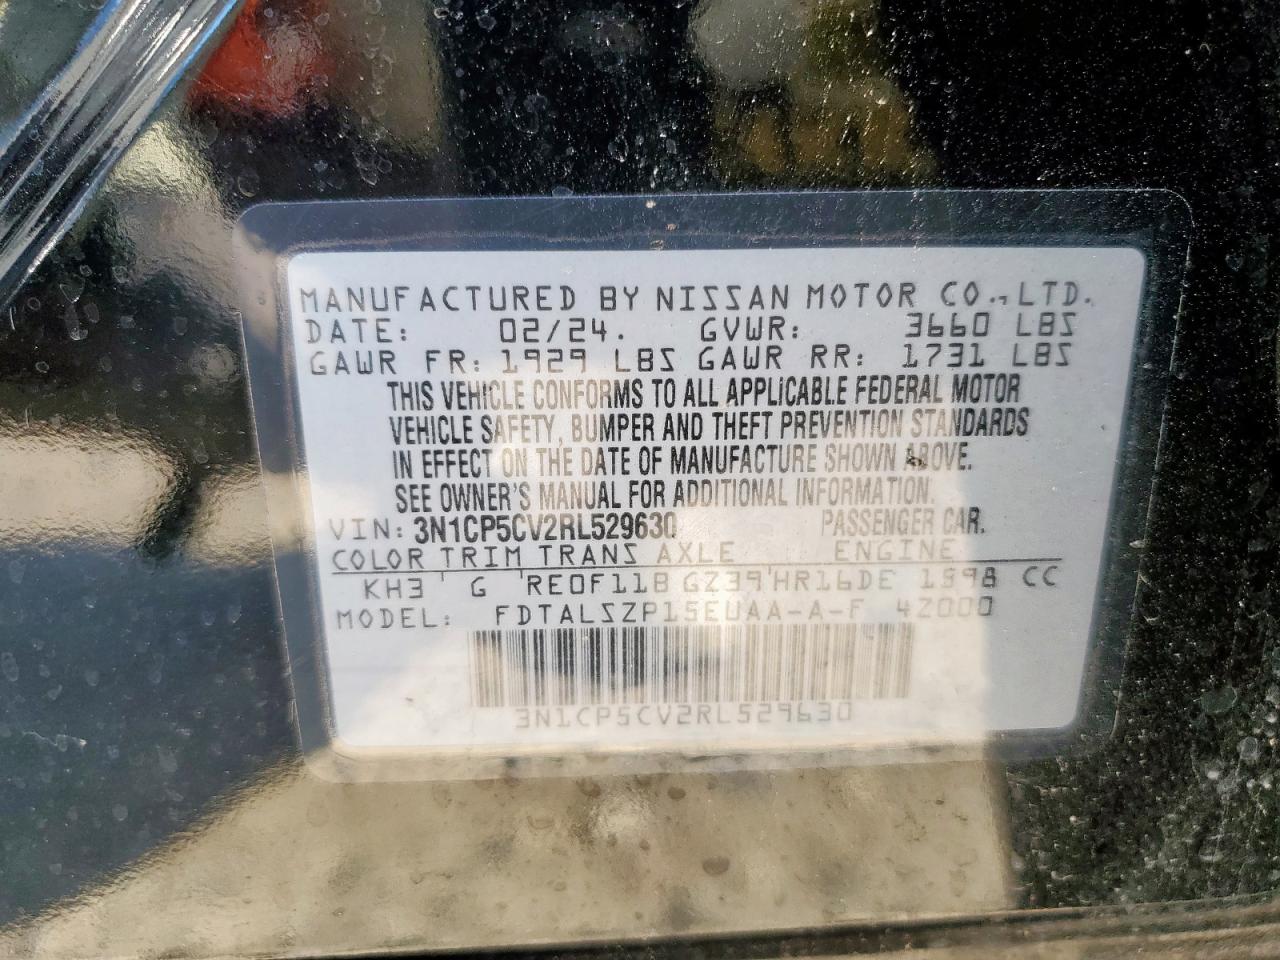 MANUFACTURED BY NISSAN MOTOR CO., LTD.
DATE: 02/24. GVWR: 3660 LBS
GAWR FR: 1929 LBS GAWR RR: 1731 LBS
THIS VEHICLE CONFORMS TO ALL APPLICABLE FEDERAL MOTOR
VEHICLE SAFETY, BUMPER AND THEFT PREVENTION STANDARDS
IN EFFECT ON THE DATE OF MANUFACTURE SHOWN ABOVE.
SEE OWNER'S MANUAL FOR ADDITIONAL INFORMATION.
VIN: 3N1CP5CV2RL529630 PASSENGER CAR.
COLOR TRIM TRANS AXLE ENGINE
KH3 ' G ' RE0F11B GZ39 ' HR16DE 1598 CC
MODEL: FDTALSZP15EUAA-A-F 4Z000
3N1CP5CV2RL529630